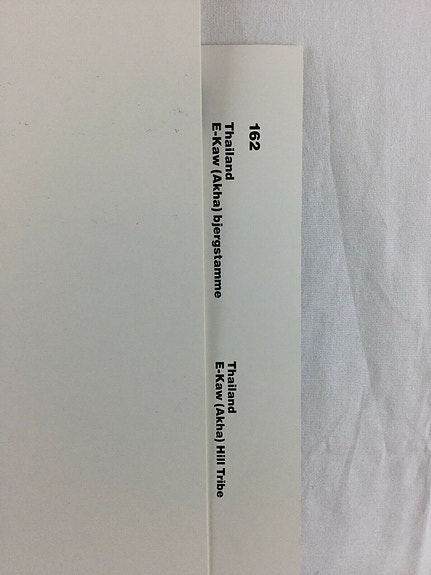 162
Thailand
E-Kaw (Akha) bjergstamme
Thailand
E-Kaw (Akha) Hill Tribe